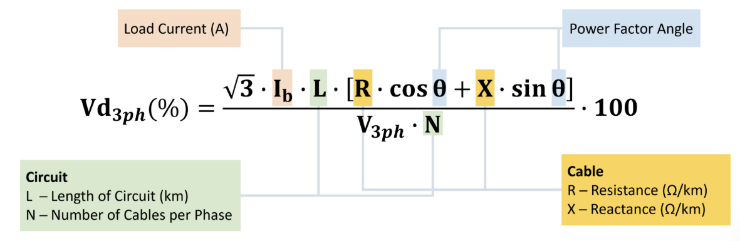 Load Current (A)
Power Factor Angle
Vd3ph(%) = √3 · Ib · L · [R · cos θ + X · sin θ] / V3ph · N · 100
Circuit
L – Length of Circuit (km)
N – Number of Cables per Phase
Cable
R – Resistance (Ω/km)
X – Reactance (Ω/km)